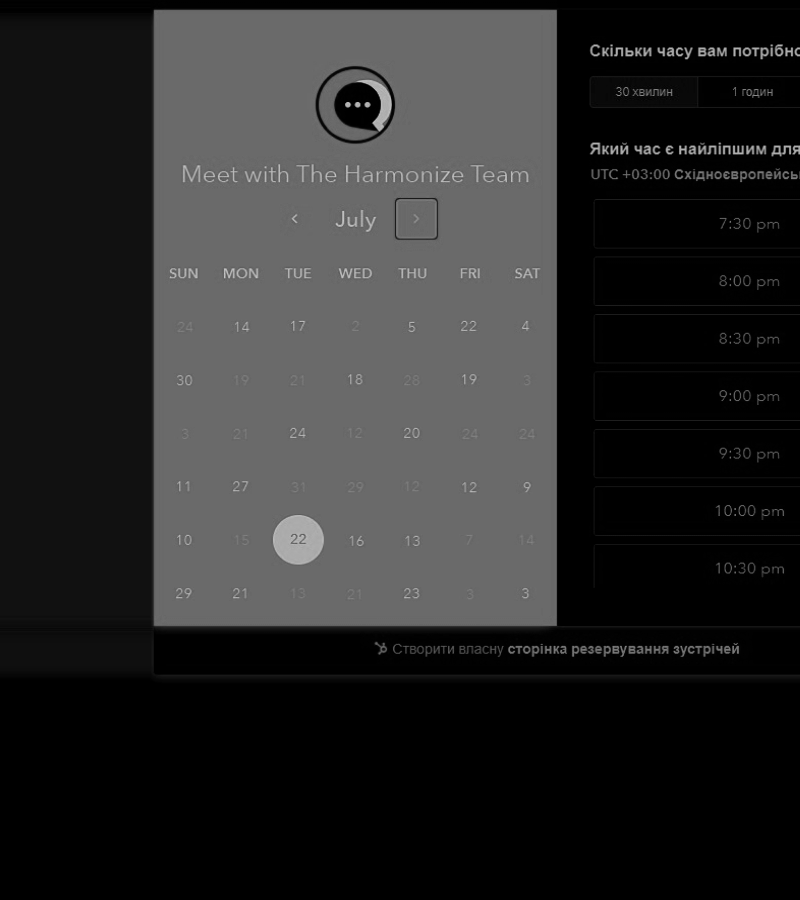 Meet with The Harmonize Team
July
SUN MON TUE WED THU FRI SAT
24 14 17 2 5 22 4
30 19 21 18 28 19 3
3 21 24 12 20 24 24
11 27 31 29 12 12 9
10 15 22 16 13 7 14
29 21 13 21 23 3 3
Скільки часу вам потрібно
30 хвилин 1 годин
Який час є найліпшим для
UTC +03:00 Східноєвропейсь
7:30 pm
8:00 pm
8:30 pm
9:00 pm
9:30 pm
10:00 pm
10:30 pm
Створити власну сторінка резервування зустрічей